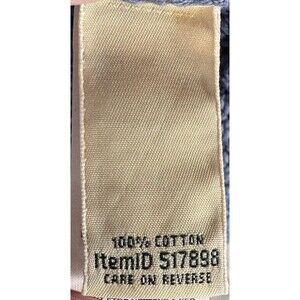 100% COTTON
ItemID 517898
CARE ON REVERSE